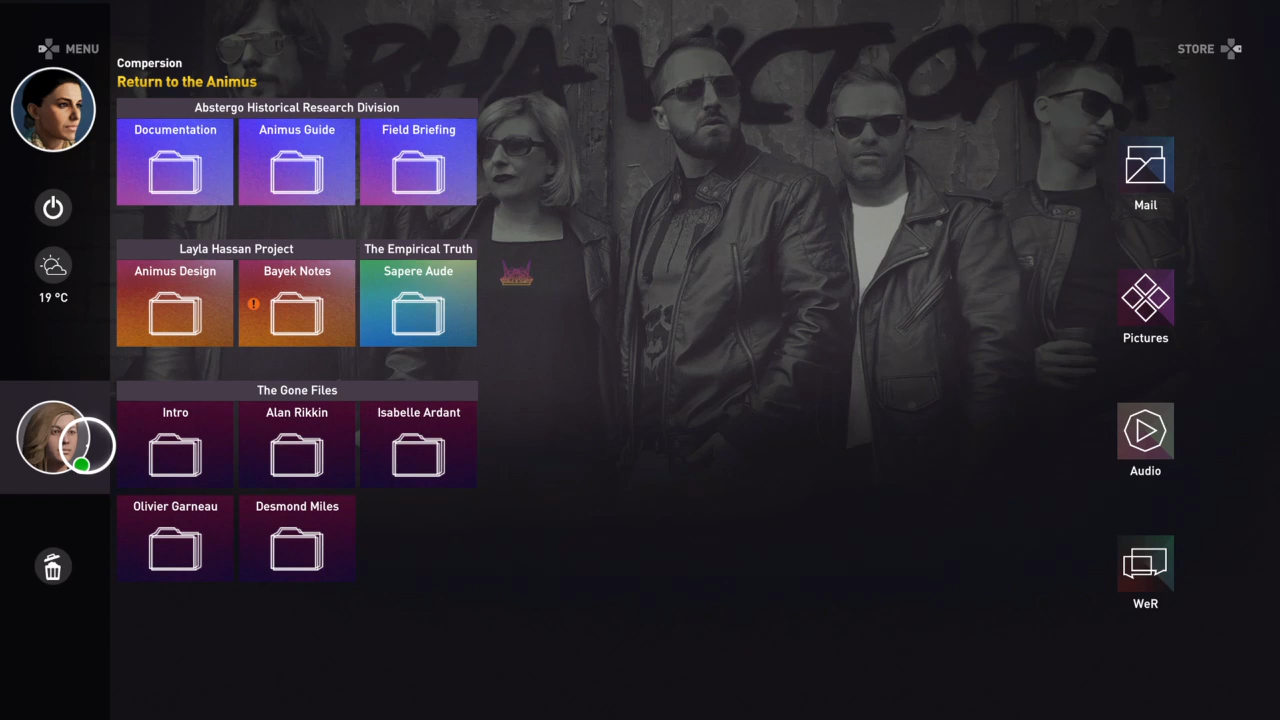 MENU
STORE
Compersion
Return to the Animus
Abstergo Historical Research Division
Documentation
Animus Guide
Field Briefing
Layla Hassan Project
The Empirical Truth
Animus Design
Bayek Notes
Sapere Aude
!
19 °C
The Gone Files
Intro
Alan Rikkin
Isabelle Ardant
Olivier Garneau
Desmond Miles
Mail
Pictures
Audio
WeR